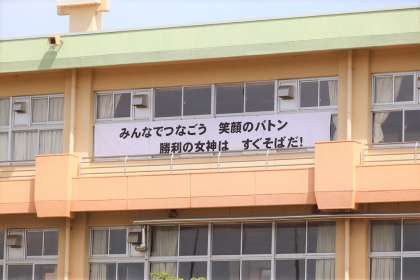 みんなでつなごう　笑顔のバトン
勝利の女神は　すぐそばだ!